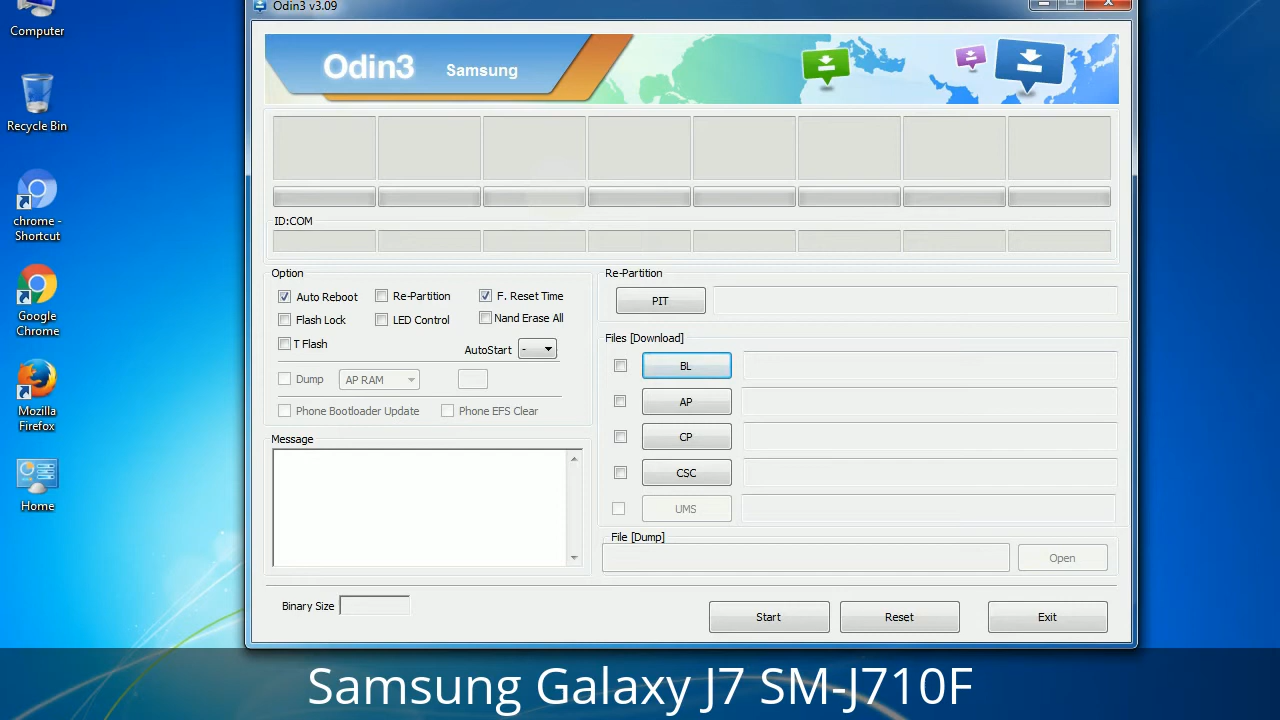 Computer
Recycle Bin
chrome -
Shortcut
Google
Chrome
Mozilla
Firefox
Home
Odin3 v3.09
Odin3 Samsung
ID:COM
Option
Auto Reboot Re-Partition F. Reset Time
Flash Lock LED Control Nand Erase All
T Flash AutoStart -
Dump AP RAM
Phone Bootloader Update Phone EFS Clear
Message
Binary Size
Re-Partition
PIT
Files [Download]
BL
AP
CP
CSC
UMS
File [Dump]
Open
Start Reset Exit
Samsung Galaxy J7 SM-J710F